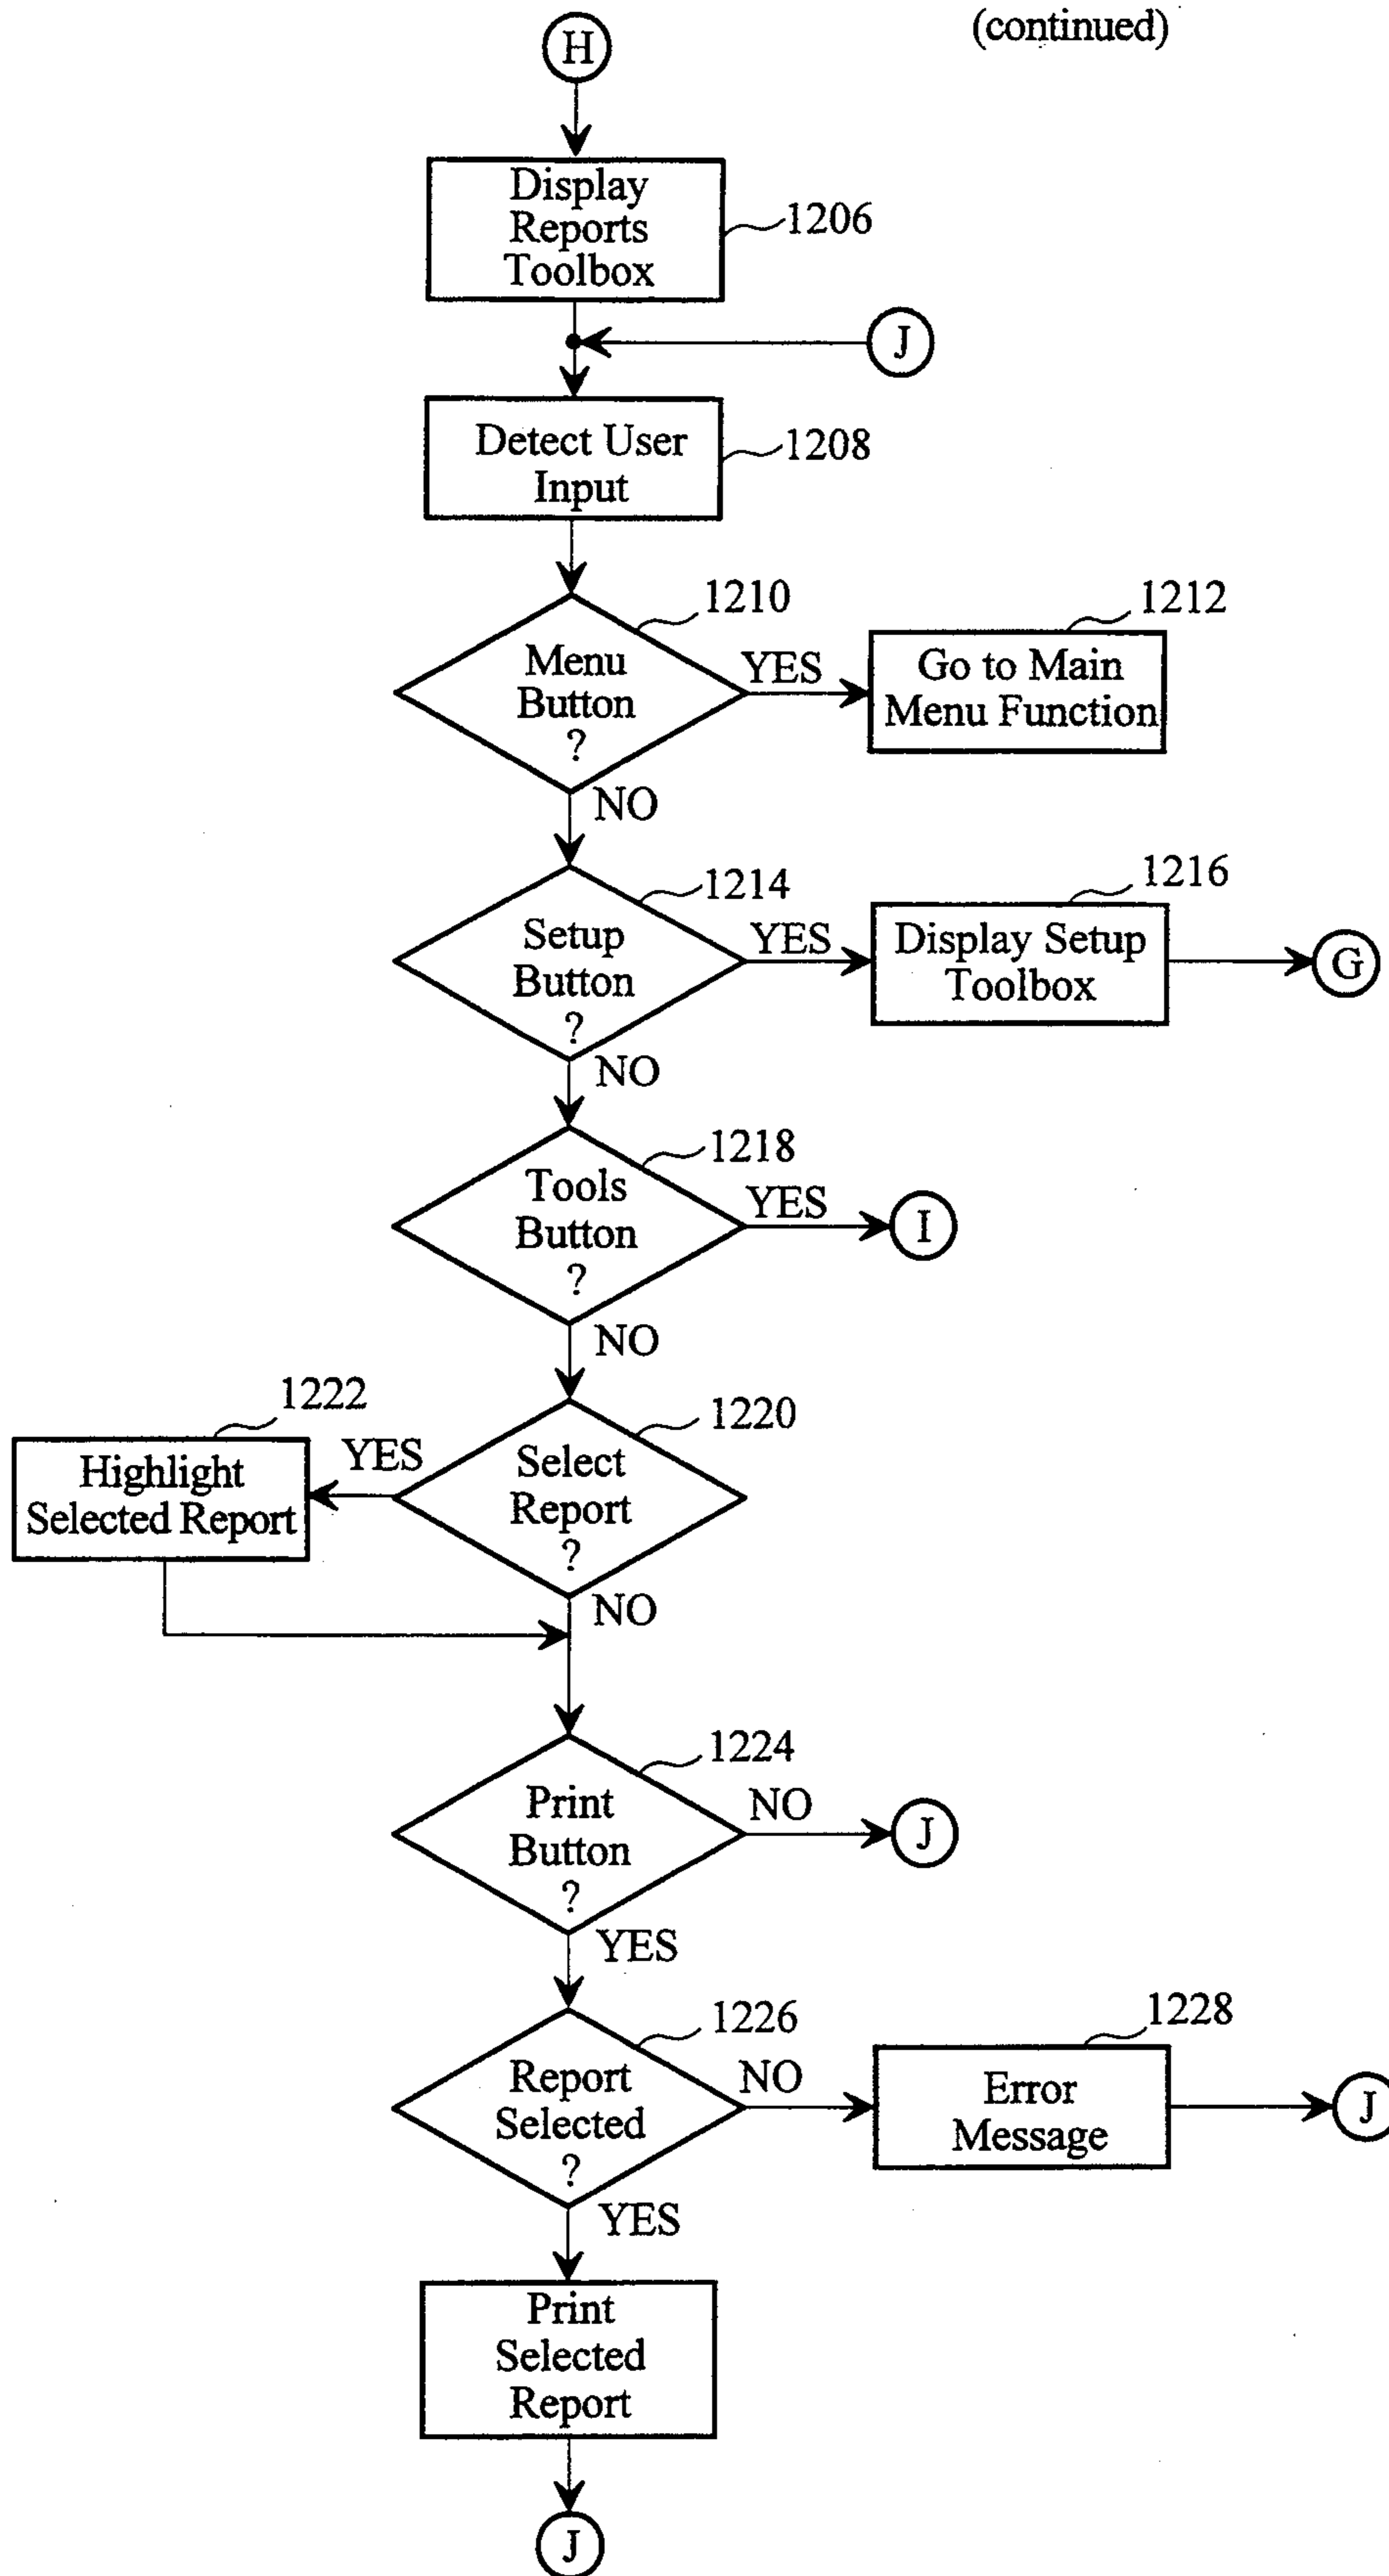 (continued)
H
Display
Reports
Toolbox
1206
J
Detect User
Input
1208
1210
Menu
Button
?
YES
1212
Go to Main
Menu Function
NO
1214
Setup
Button
?
YES
1216
Display Setup
Toolbox
G
NO
1218
Tools
Button
?
YES
I
NO
1220
Select
Report
?
YES
1222
Highlight
Selected Report
NO
1224
Print
Button
?
NO
J
YES
1226
Report
Selected
?
NO
1228
Error
Message
J
YES
Print
Selected
Report
J